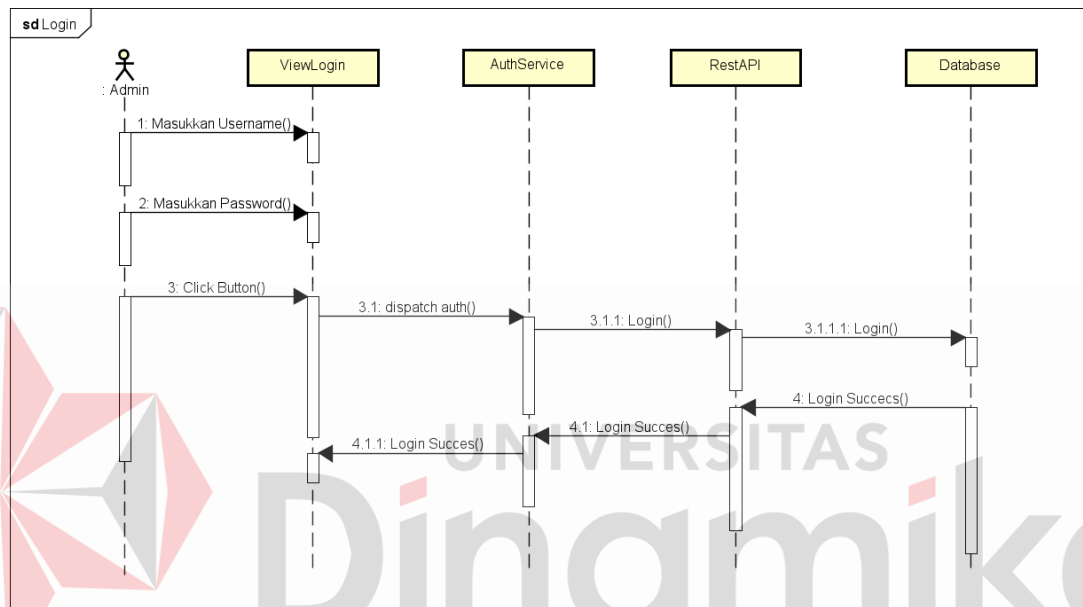 sd Login
: Admin
ViewLogin
AuthService
RestAPI
Database
1: Masukkan Username()
2: Masukkan Password()
3: Click Button()
3.1: dispatch auth()
3.1.1: Login()
3.1.1.1: Login()
4: Login Succecs()
4.1: Login Succes()
4.1.1: Login Succes()
UNIVERSITAS
Dinamika